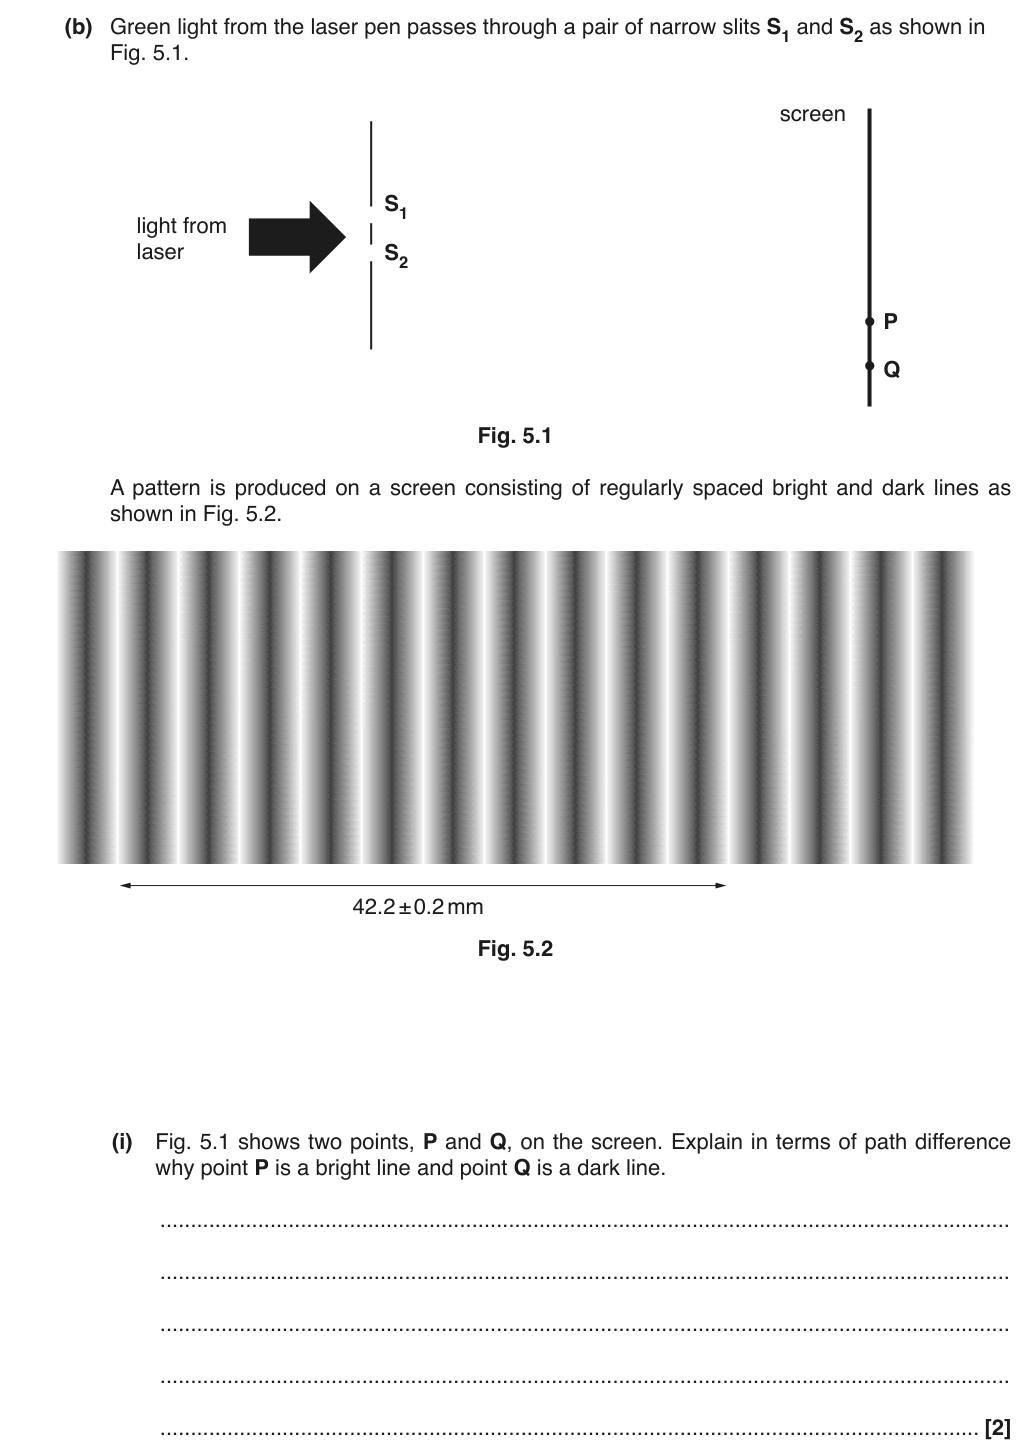 (b) Green light from the laser pen passes through a pair of narrow slits S1 and S2 as shown in
Fig. 5.1.
screen
S1
light from
laser
S2
P
Q
Fig. 5.1
A pattern is produced on a screen consisting of regularly spaced bright and dark lines as
shown in Fig. 5.2.
42.2±0.2mm
Fig. 5.2
(i) Fig. 5.1 shows two points, P and Q, on the screen. Explain in terms of path difference
why point P is a bright line and point Q is a dark line.
[2]